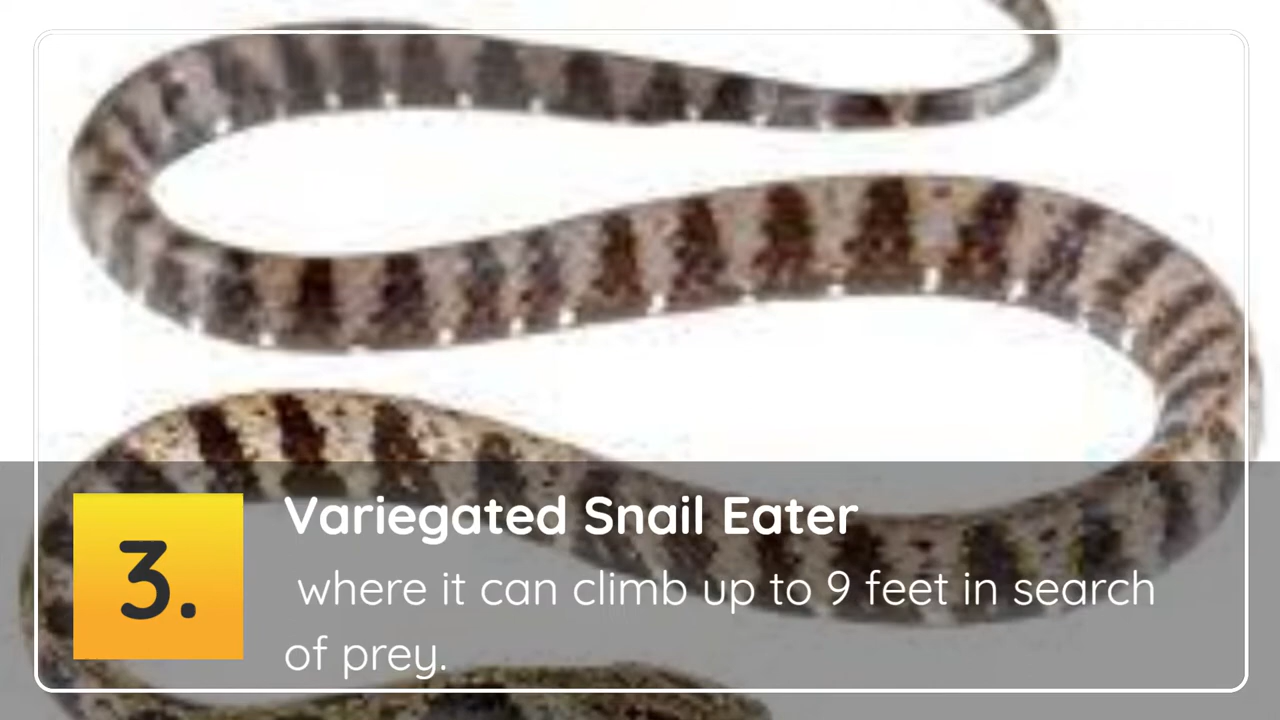 3.
Variegated Snail Eater
where it can climb up to 9 feet in search
of prey.